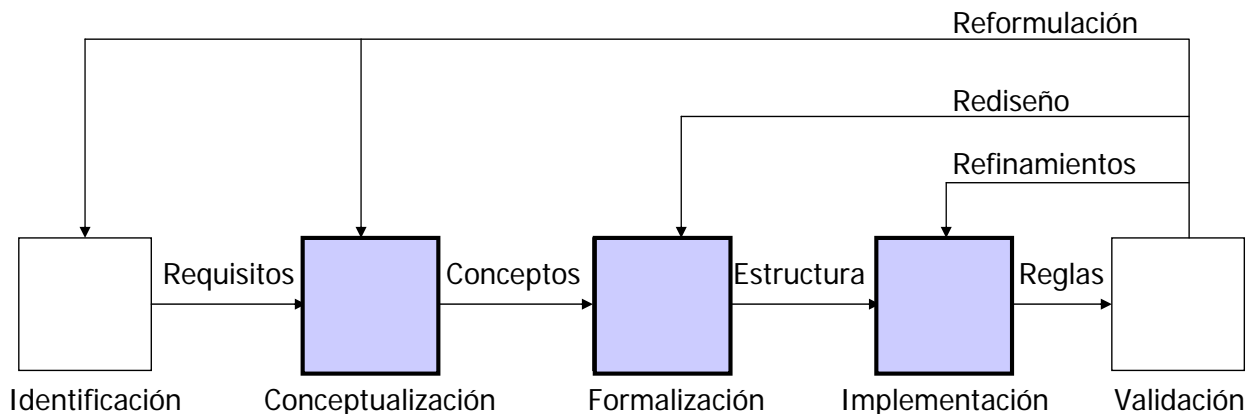 Reformulación
Rediseño
Refinamientos
Requisitos Conceptos Estructura Reglas
Identificación Conceptualización Formalización Implementación Validación